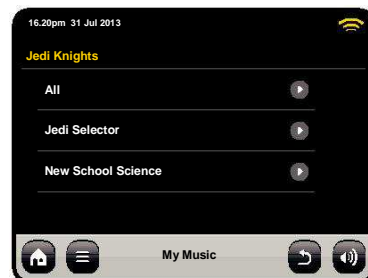 16.20pm 31 Jul 2013
Jedi Knights
All
Jedi Selector
New School Science
My Music